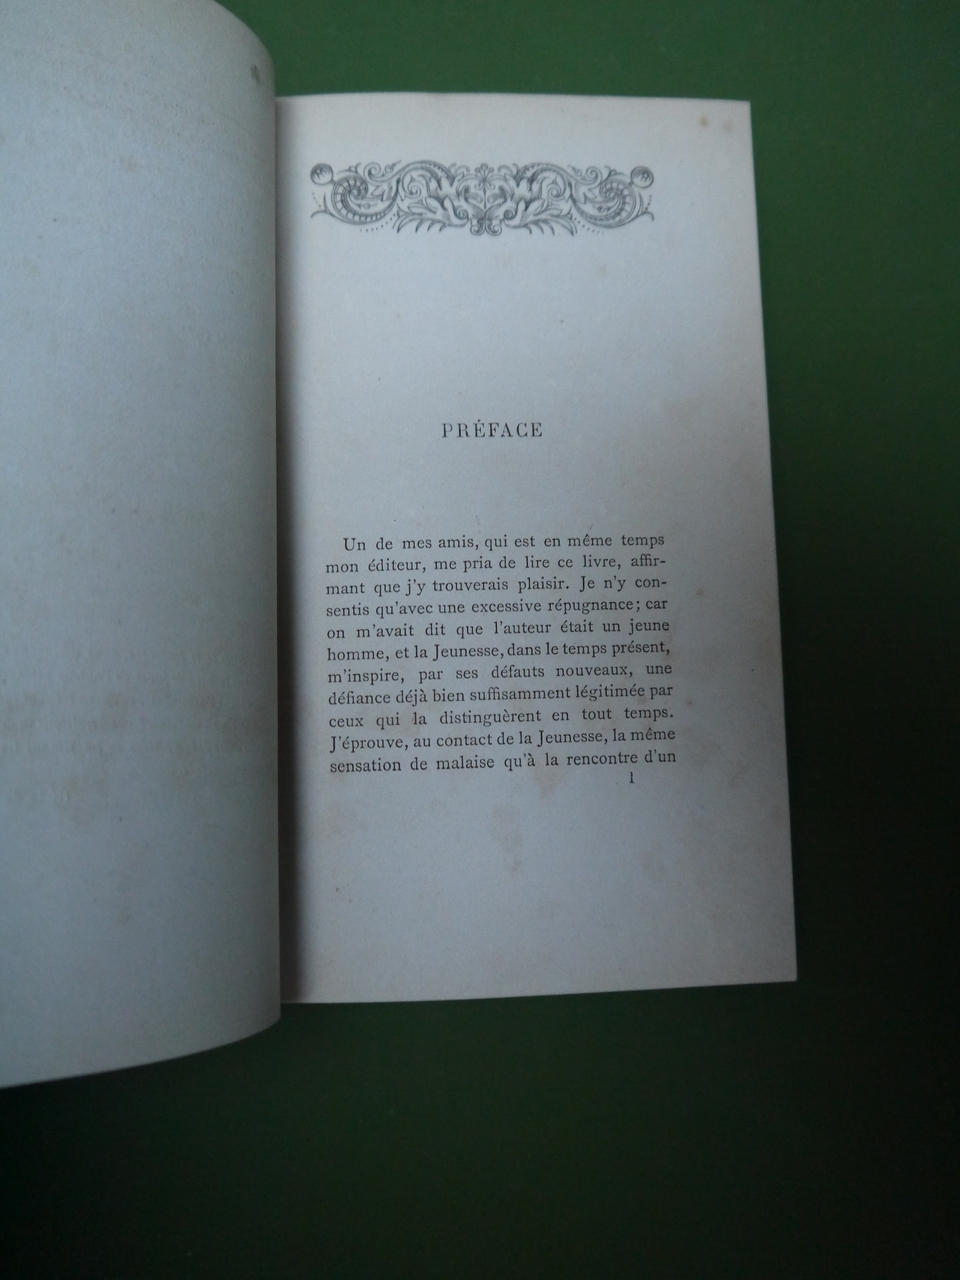 PRÉFACE
Un de mes amis, qui est en même temps
mon éditeur, me pria de lire ce livre, affir-
mant que j'y trouverais plaisir. Je n'y con-
sentis qu'avec une excessive répugnance; car
on m'avait dit que l'auteur était un jeune
homme, et la Jeunesse, dans le temps présent,
m'inspire, par ses défauts nouveaux, une
défiance déjà bien suffisamment légitimée par
ceux qui la distinguèrent en tout temps.
J'éprouve, au contact de la Jeunesse, la même
sensation de malaise qu'à la rencontre d'un
1